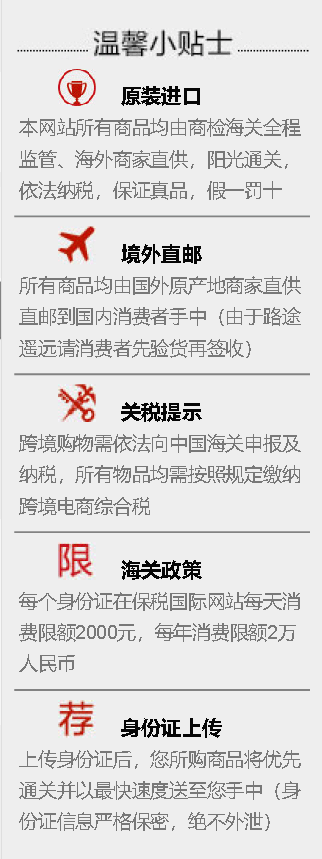 温馨小贴士
原装进口
本网站所有商品均由商检海关全程
监管、海外商家直供，阳光通关，
依法纳税，保证真品，假一罚十
境外直邮
所有商品均由国外原产地商家直供
直邮到国内消费者手中（由于路途
遥远请消费者先验货再签收）
关税提示
跨境购物需依法向中国海关申报及
纳税，所有物品均需按照规定缴纳
跨境电商综合税
限
海关政策
每个身份证在保税国际网站每天消
费限额2000元，每年消费限额2万
人民币
荐
身份证上传
上传身份证后，您所购商品将优先
通关并以最快速度送至您手中（身
份证信息严格保密，绝不外泄）